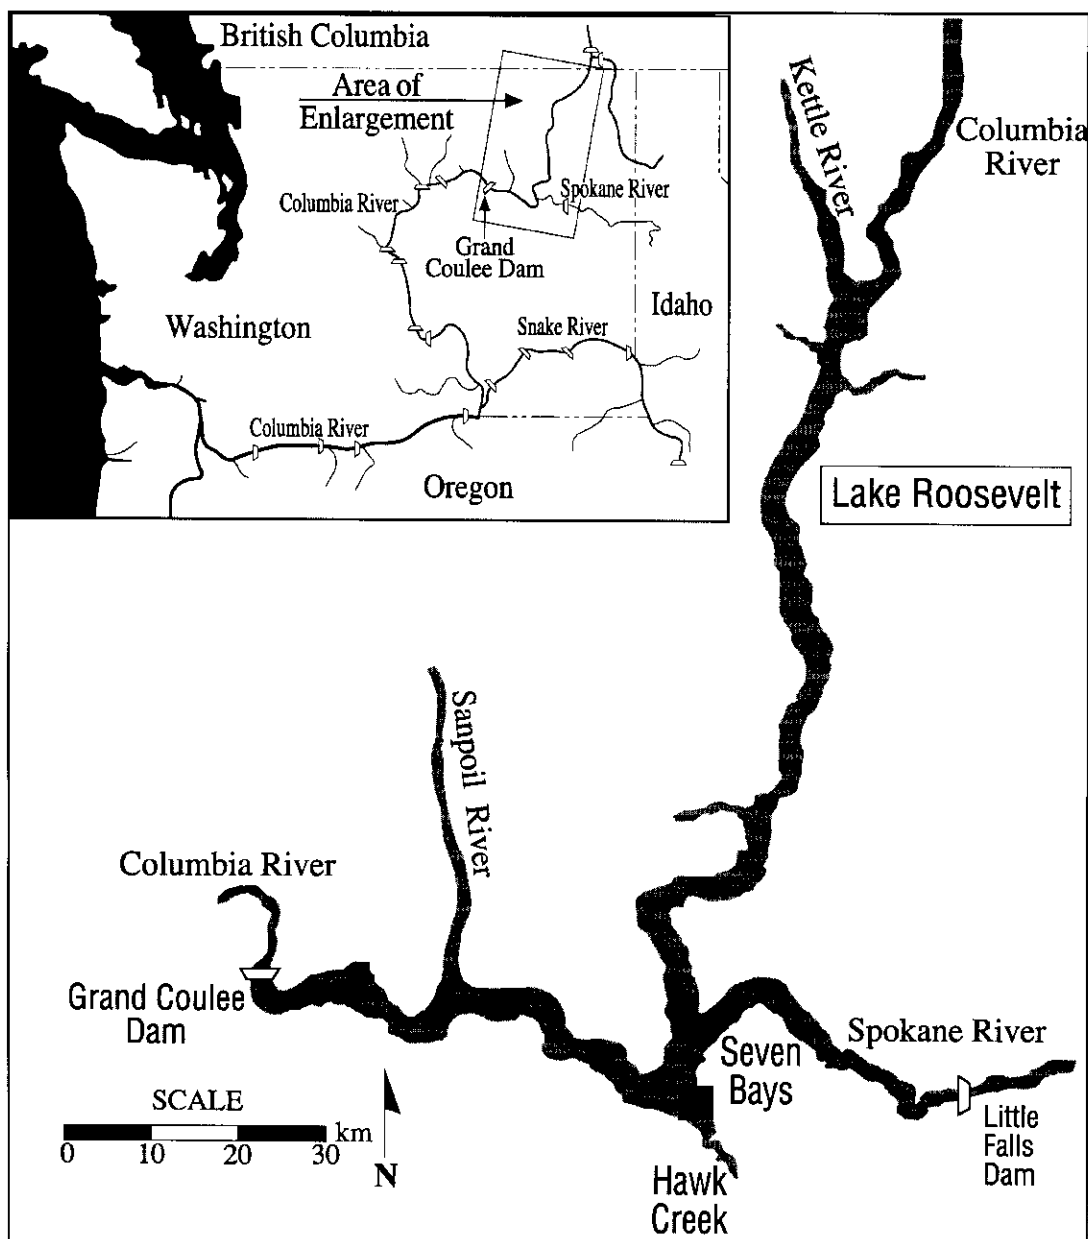 British Columbia
Area of
Enlargement
Columbia River
Spokane River
Grand
Coulee Dam
Idaho
Washington
Snake River
Columbia River
Oregon
Kettle River
Columbia
River
Lake Roosevelt
Sanpoil River
Columbia River
Grand Coulee
Dam
Seven
Bays
Spokane River
Little
Falls
Dam
Hawk
Creek
SCALE
km
0 10 20 30
N